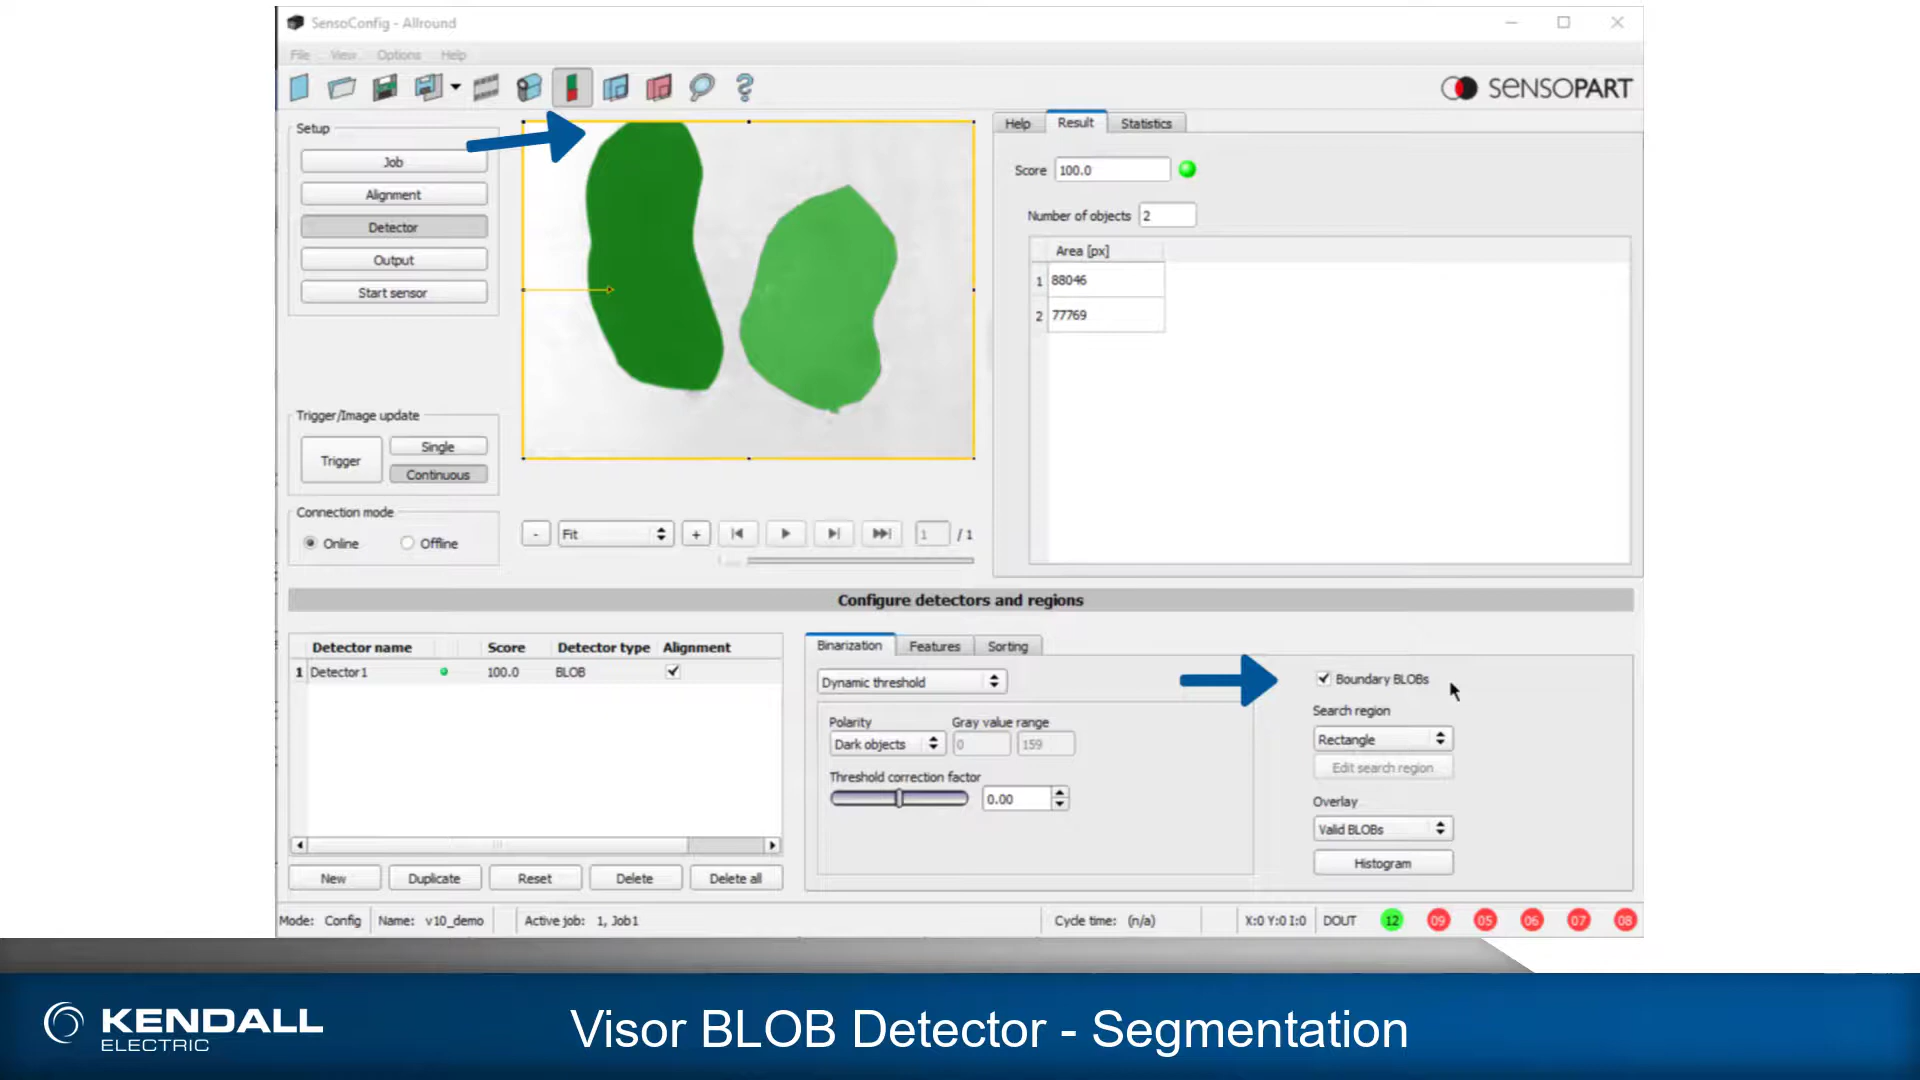 SensoConfig - Allround
File View Options Help
SENSOPART
Setup
Job
Alignment
Detector
Output
Start sensor
Trigger/Image update
Trigger
Single
Continuous
Connection mode
Online Offline
- Fit + 1 / 1
Help Result Statistics
Score 100.0
Number of objects 2
Area [px]
1 88046
2 77769
Configure detectors and regions
Detector name Score Detector type Alignment
1 Detector1 100.0 BLOB
New Duplicate Reset Delete Delete all
Binarization Features Sorting
Dynamic threshold
Polarity Gray value range
Dark objects 0 159
Threshold correction factor
0.00
Boundary BLOBs
Search region
Rectangle
Edit search region
Overlay
Valid BLOBs
Histogram
Mode: Config Name: v10_demo Active job: 1, Job1 Cycle time: (n/a) X:0 Y:0 I:0 DOUT 12 09 05 06 07 08
KENDALL
ELECTRIC
Visor BLOB Detector - Segmentation